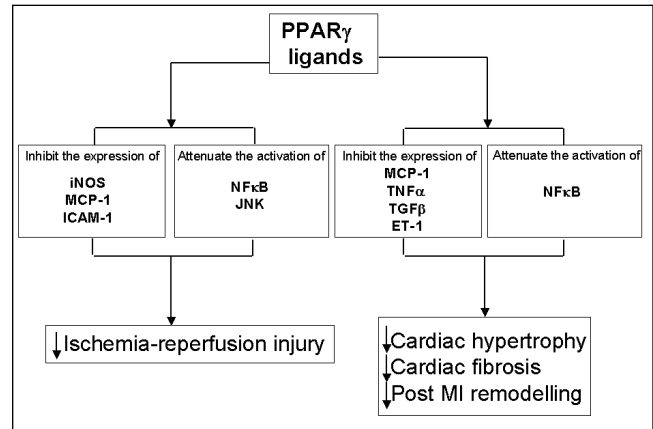 PPARγ
ligands
Inhibit the expression of
iNOS
MCP-1
ICAM-1
Attenuate the activation of
NFκB
JNK
Inhibit the expression of
MCP-1
TNFα
TGFβ
ET-1
Attenuate the activation of
NFκB
↓Ischemia-reperfusion injury
↓Cardiac hypertrophy
↓Cardiac fibrosis
↓Post MI remodelling